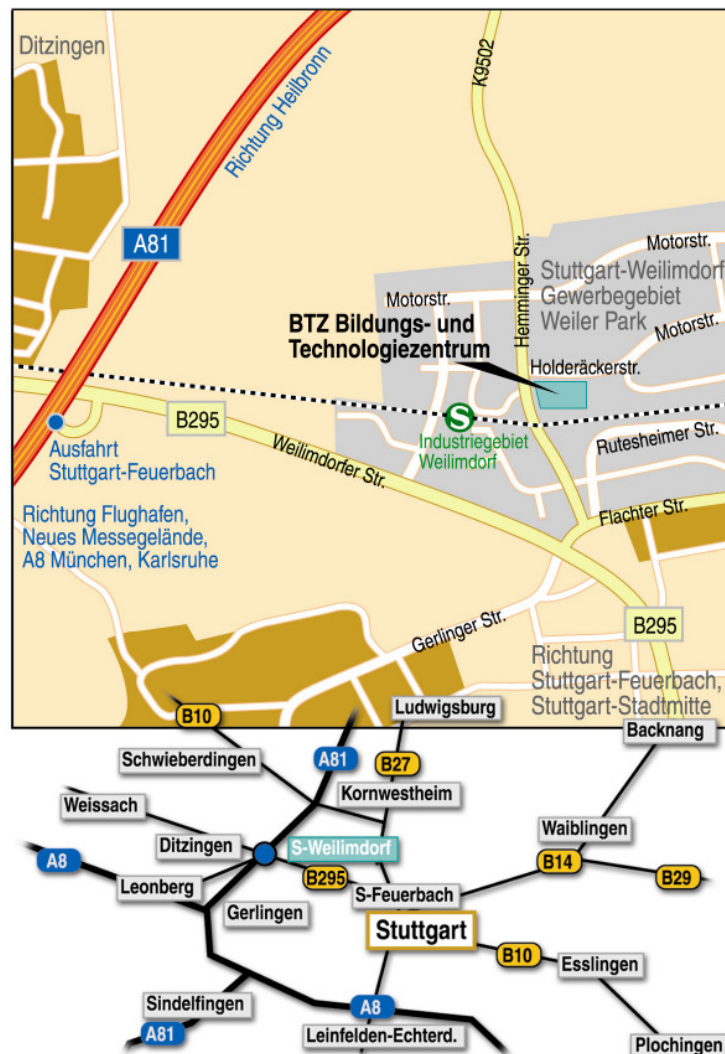 Ditzingen
Richtung Heilbronn
K9502
A81
Hemminger Str.
Motorstr.
Stuttgart-Weilimdorf
Gewerbegebiet
Weiler Park
Motorstr.
Motorstr.
BTZ Bildungs- und
Technologiezentrum
Holderäckerstr.
B295
S
Industriegebiet
Weilimdorf
Rutesheimer Str.
Weilimdorfer Str.
Ausfahrt
Stuttgart-Feuerbach
Flachter Str.
Richtung Flughafen,
Neues Messegelände,
A8 München, Karlsruhe
Gerlinger Str.
B295
Richtung
Stuttgart-Feuerbach,
Stuttgart-Stadtmitte
B10
Ludwigsburg
Backnang
Schwieberdingen
A81
B27
Kornwestheim
Weissach
Waiblingen
Ditzingen
S-Weilimdorf
A8
B14
B29
Leonberg
B295
S-Feuerbach
Gerlingen
Stuttgart
B10
Esslingen
Sindelfingen
A8
A81
Leinfelden-Echterd.
Plochingen